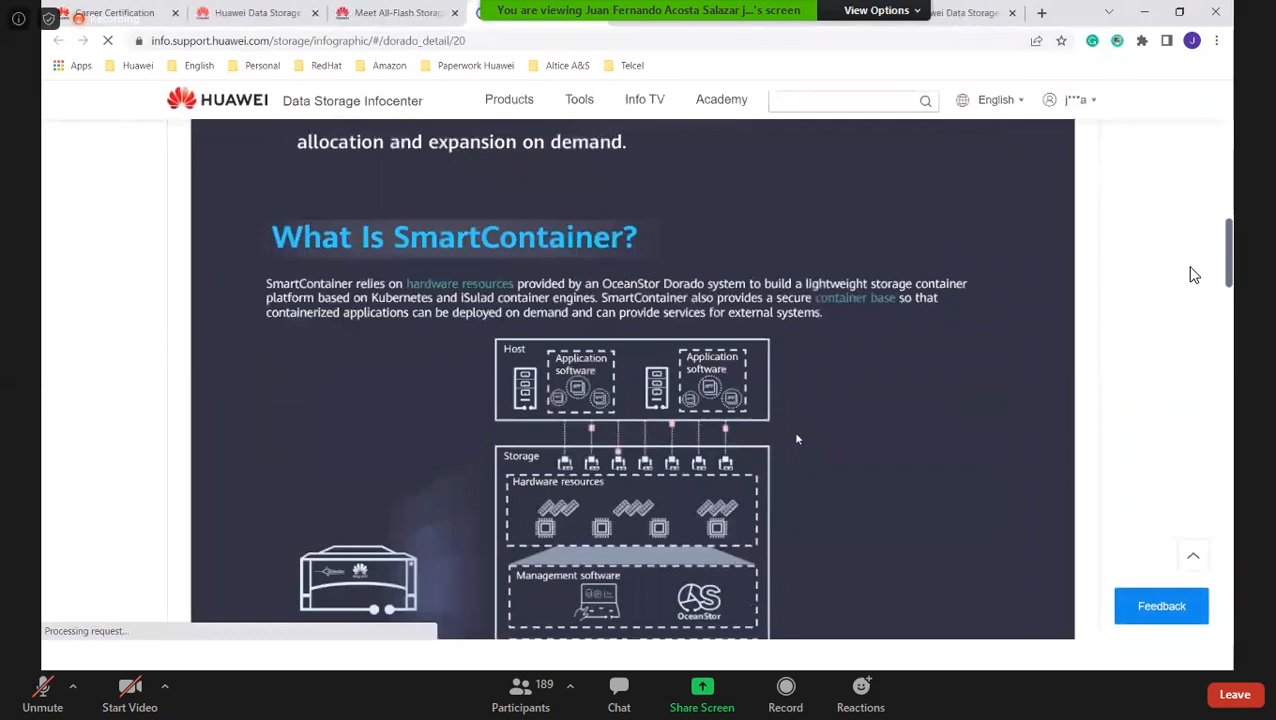 Recording
You are viewing Juan Fernando Acosta Salazar j...'s screen
View Options
Career Certification
Huawei Data Storage
Meet All-Flash Storag
Huawei Data Storage
info.support.huawei.com/storage/infographic/#/dorado_detail/20
J
Apps
Huawei
English
Personal
RedHat
Amazon
Paperwork Huawei
Altice A&S
Telcel
HUAWEI
Data Storage Infocenter
Products
Tools
Info TV
Academy
English
j***a
allocation and expansion on demand.
What Is SmartContainer?
SmartContainer relies on hardware resources provided by an OceanStor Dorado system to build a lightweight storage container
platform based on Kubernetes and iSulad container engines. SmartContainer also provides a secure container base so that
containerized applications can be deployed on demand and can provide services for external systems.
Host
Application
software
Application
software
Storage
Hardware resources
Management software
OceanStor
Feedback
Processing request...
Unmute
Start Video
189
Participants
Chat
Share Screen
Record
Reactions
Leave